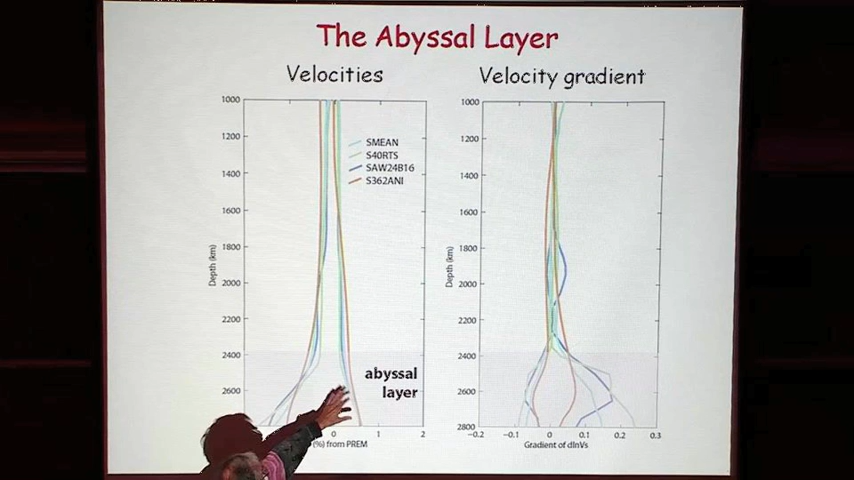 The Abyssal Layer
Velocities
Velocity gradient
1000
1200
1400
1600
1800
2000
2200
2400
2600
Depth (km)
SMEAN
S40RTS
SAW24B16
S362ANI
abyssal
layer
0
1
2
(%) from PREM
1000
1200
1400
1600
1800
2000
2200
2400
2600
2800
Depth (km)
−0.2
−0.1
0
0.1
0.2
0.3
Gradient of dlnVs